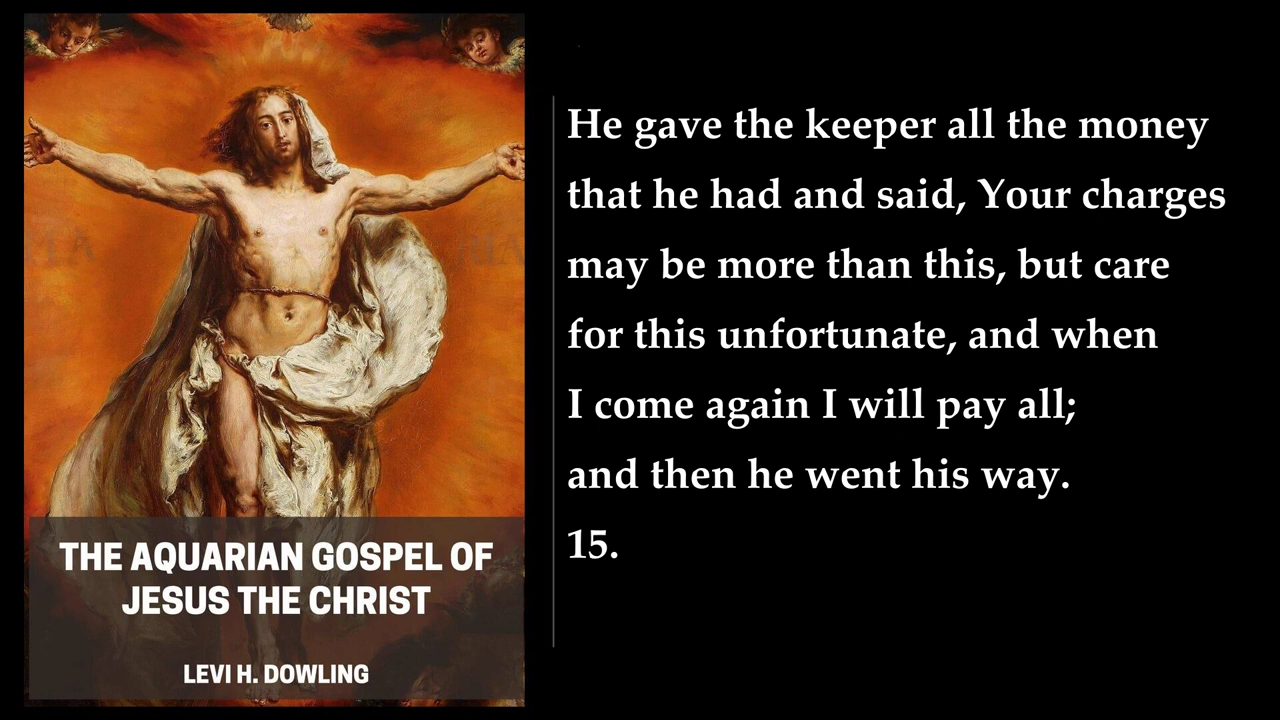 THE AQUARIAN GOSPEL OF
JESUS THE CHRIST
LEVI H. DOWLING
He gave the keeper all the money
that he had and said, Your charges
may be more than this, but care
for this unfortunate, and when
I come again I will pay all;
and then he went his way.
15.